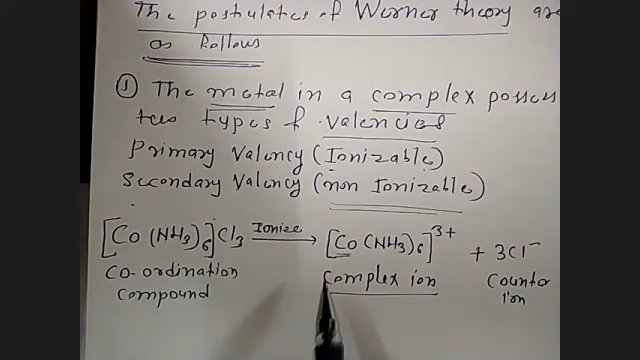 The postulates of Werner theory are
as follows
① The metal in a complex possess
two types of valencies
Primary Valency (Ionizable)
Secondary Valency (non Ionizable)
[Co (NH3)6]Cl3 Ionize → [Co (NH3)6]3+ + 3Cl-
Co-ordination complex ion Counter
compound ion